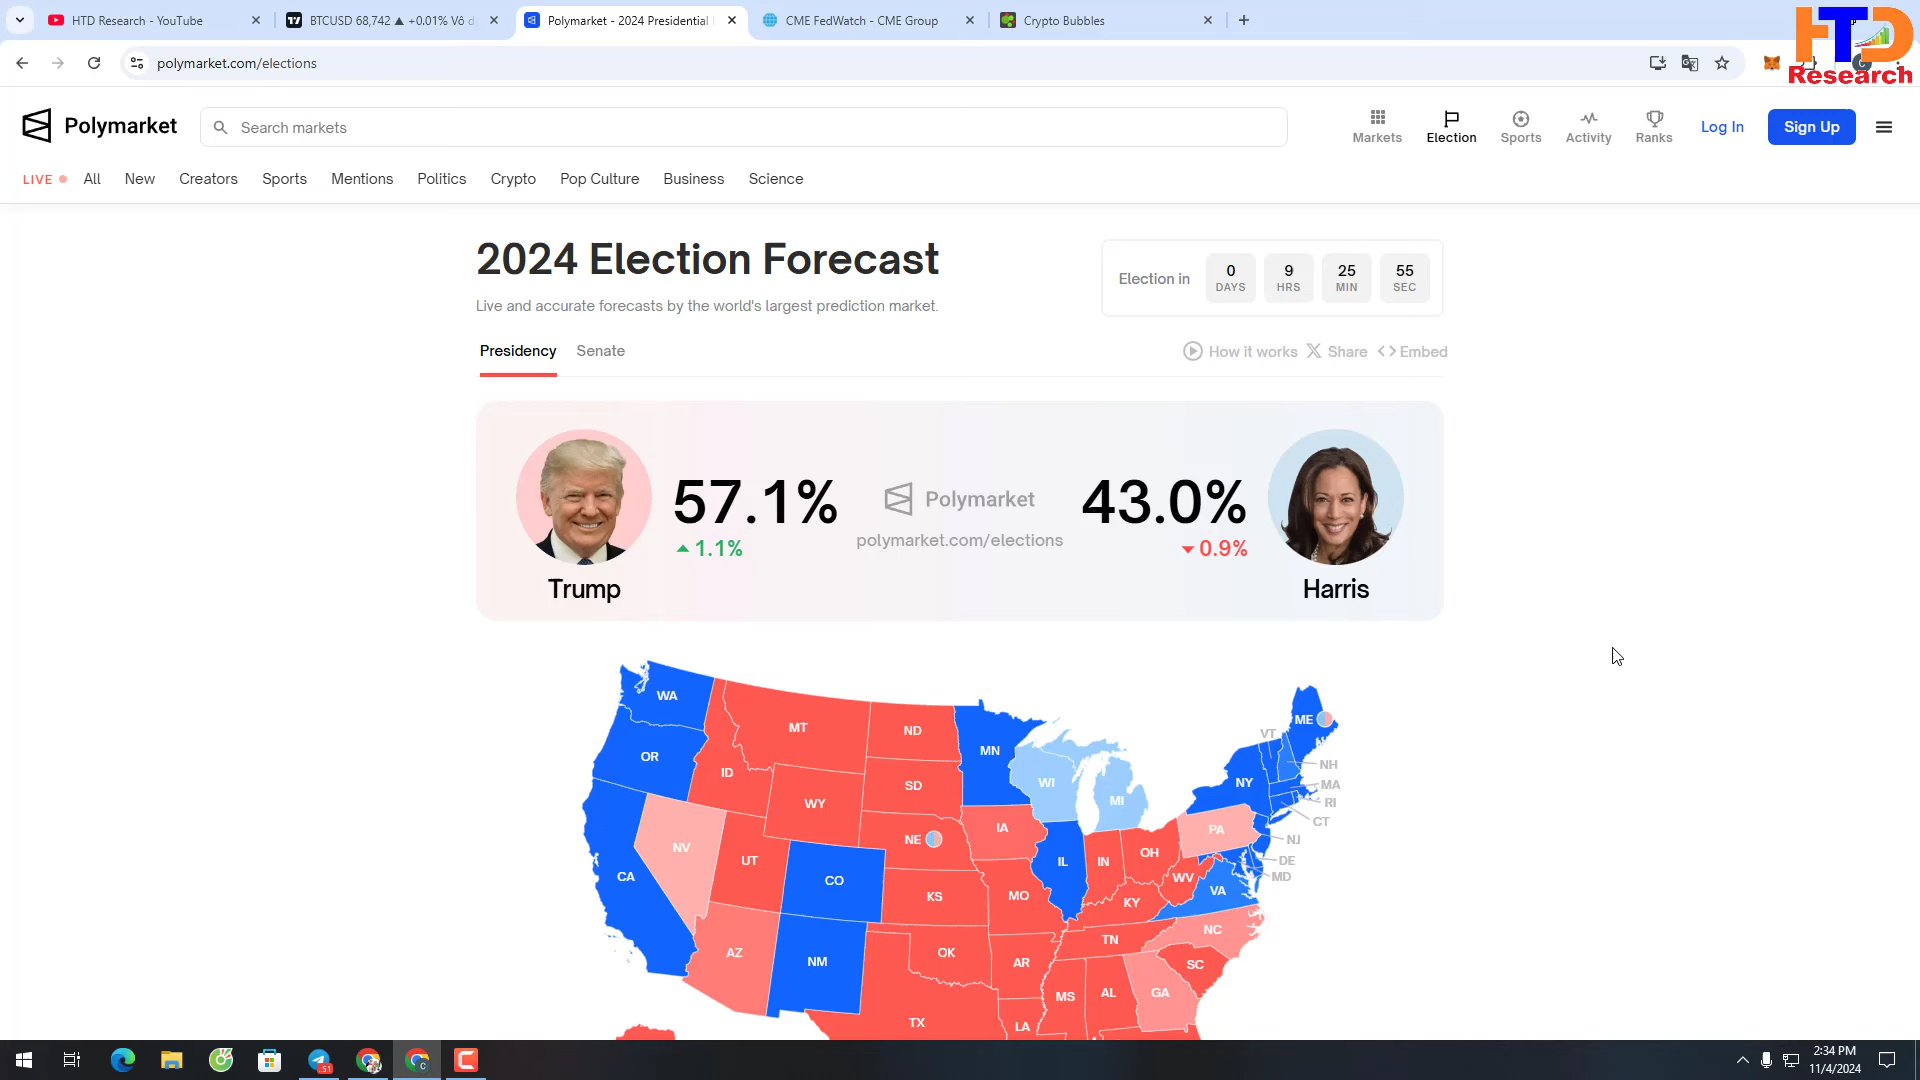 HTD Research - YouTube
BTCUSD 68,742 ▲ +0.01% Vô d
Polymarket - 2024 Presidential
CME FedWatch - CME Group
Crypto Bubbles
HTD
Research
polymarket.com/elections
Polymarket
Search markets
Markets
Election
Sports
Activity
Ranks
Log In
Sign Up
LIVE
All
New
Creators
Sports
Mentions
Politics
Crypto
Pop Culture
Business
Science
2024 Election Forecast
Live and accurate forecasts by the world's largest prediction market.
Election in
0 DAYS
9 HRS
25 MIN
55 SEC
Presidency
Senate
How it works
Share
Embed
57.1%
1.1%
Trump
Polymarket
polymarket.com/elections
43.0%
0.9%
Harris
WA
MT
ND
MN
ME
VT
OR
ID
SD
WI
MI
NY
NH
MA
RI
CT
WY
NE
IA
PA
NV
UT
CO
IL
IN
OH
NJ
DE
MD
CA
KS
MO
WV
VA
KY
AZ
NM
OK
AR
TN
NC
SC
MS
AL
GA
TX
LA
51
C
2:34 PM
11/4/2024